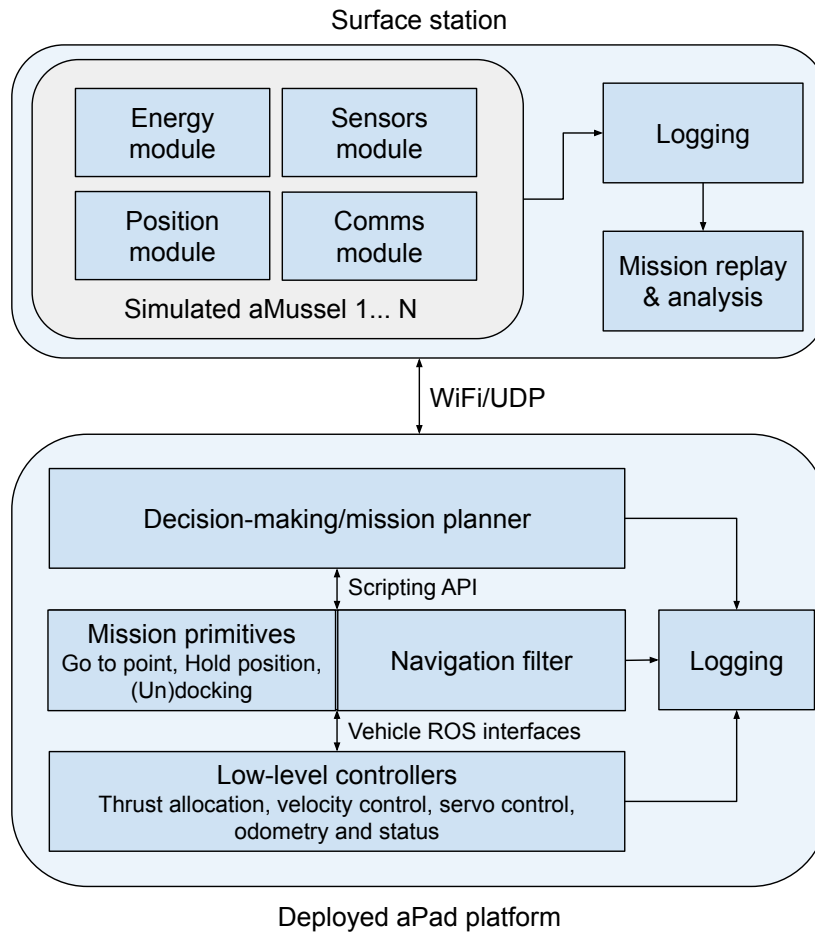 Surface station
Energy
module
Sensors
module
Position
module
Comms
module
Simulated aMussel 1... N
Logging
Mission replay
& analysis
WiFi/UDP
Decision-making/mission planner
Scripting API
Mission primitives
Go to point, Hold position,
(Un)docking
Navigation filter
Logging
Vehicle ROS interfaces
Low-level controllers
Thrust allocation, velocity control, servo control,
odometry and status
Deployed aPad platform